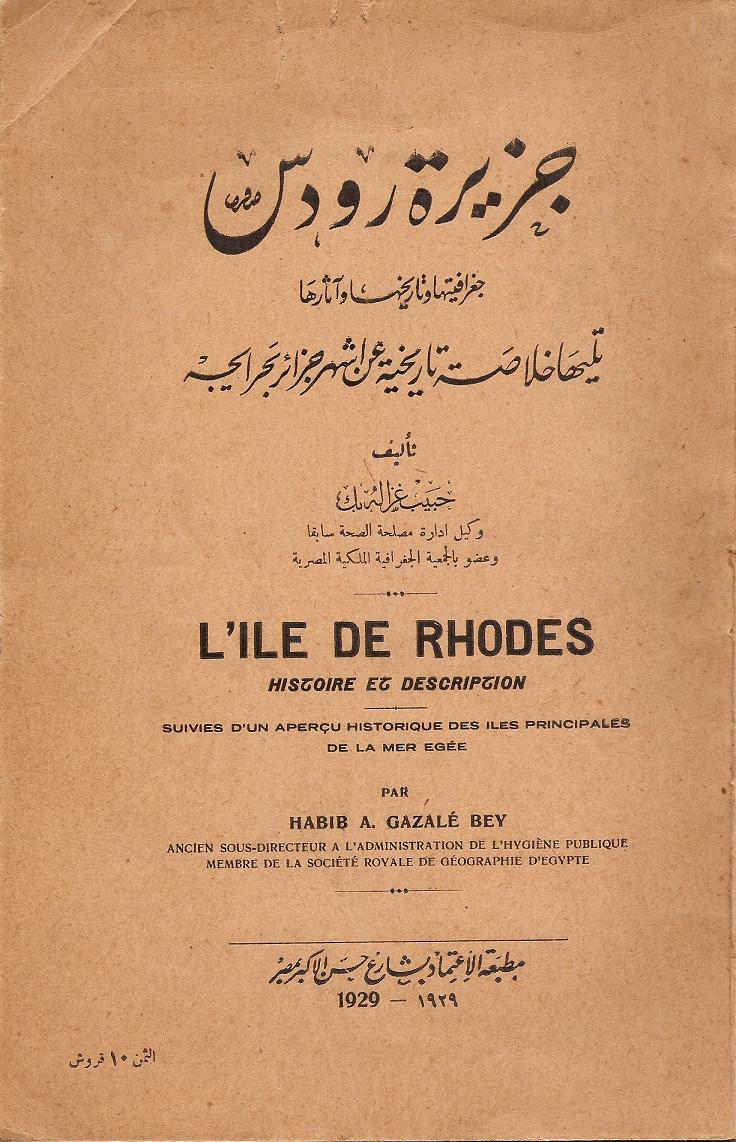 جزيرة رودس
جغرافيتها وتاريخها وآثارها
تليها خلاصة تاريخية عن اشهر جزائر بحر ايجه
تأليف
حبيب غزاله بك
وكيل ادارة مصلحة الصحة سابقا
وعضو بالجمعية الجغرافية الملكية المصرية
L'ILE DE RHODES
HISTOIRE ET DESCRIPTION
SUIVIES D'UN APERÇU HISTORIQUE DES ILES PRINCIPALES
DE LA MER EGÉE
PAR
HABIB A. GAZALÉ BEY
ANCIEN SOUS-DIRECTEUR A L'ADMINISTRATION DE L'HYGIÈNE PUBLIQUE
MEMBRE DE LA SOCIÉTÉ ROYALE DE GÉOGRAPHIE D'EGYPTE
مطبعة الاعتماد بشارع حسن الاكبر بمصر
1929 — ١٩٢٩
الثمن ١٠ قروش